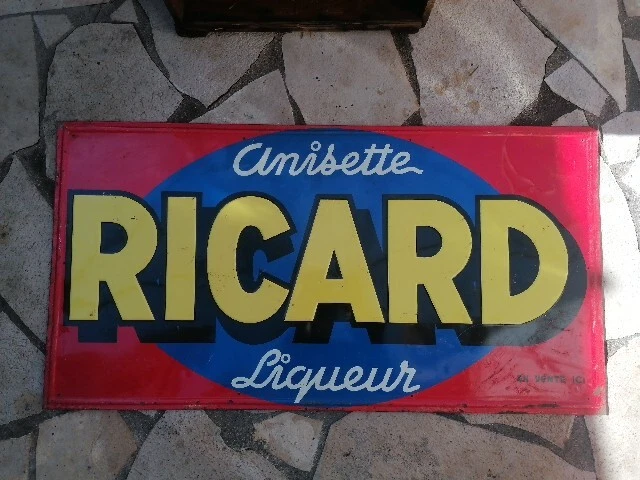 Anisette
RICARD
Liqueur
EN VENTE ICI